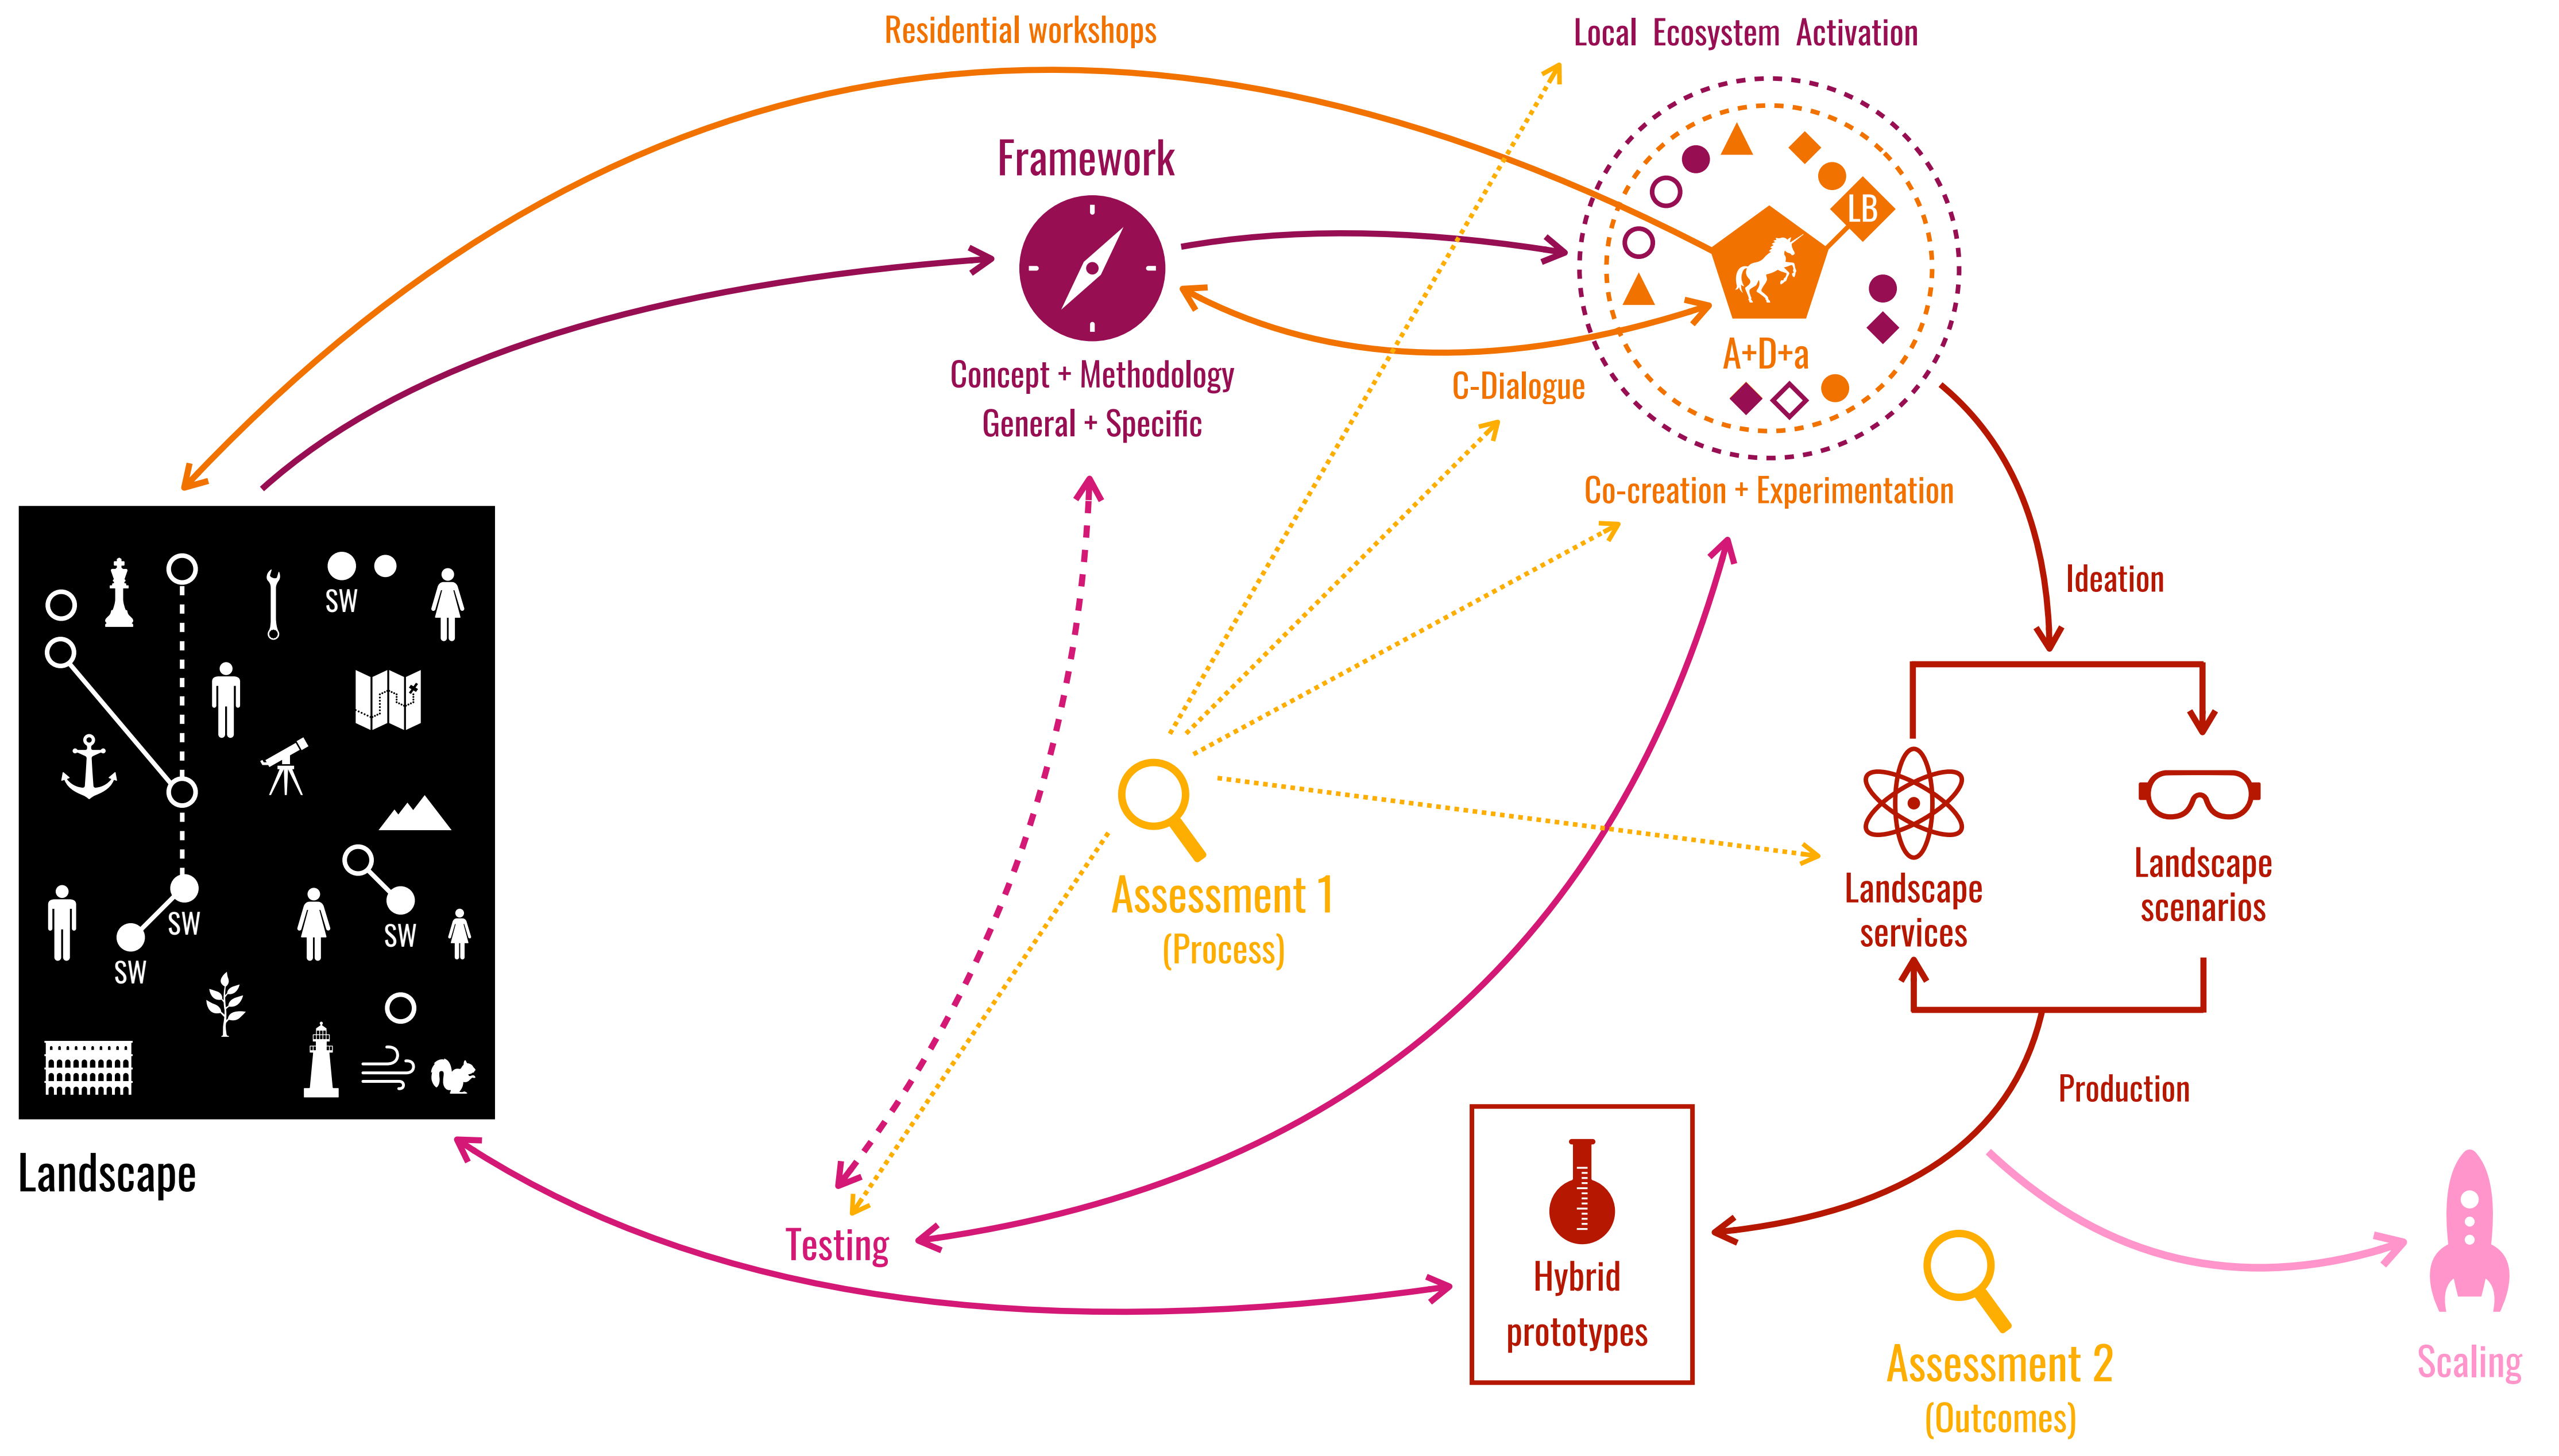 Residential workshops
Local Ecosystem Activation
Framework
LB
Concept + Methodology
General + Specific
A+D+a
C-Dialogue
Co-creation + Experimentation
Ideation
SW
SW
SW
SW
Landscape
Assessment 1
(Process)
Landscape
services
Landscape
scenarios
Production
Testing
Hybrid
prototypes
Assessment 2
(Outcomes)
Scaling